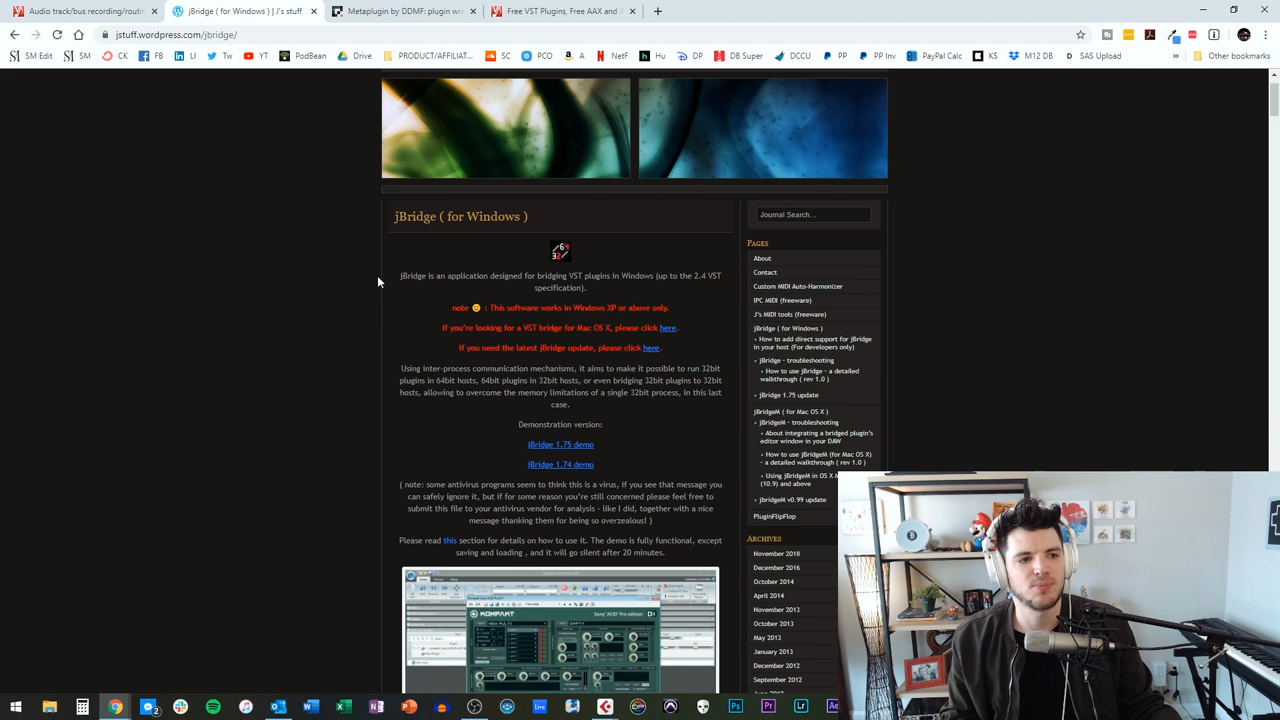 Audio track/bus recording/routin
jBridge ( for Windows ) | J's stuff
Metaplugin by DDMF: plugin wra
Free VST Plugins, Free AAX and A
jstuff.wordpress.com/jbridge/
SM Edit
SM
CK
FB
LI
YT
PodBean
Drive
PRODUCT/AFFILIAT...
SC
PCO
A
NetF
Hu
DP
DB Super
DCCU
PP
PP Inv
PayPal Calc
KS
M12 DB
SAS Upload
»
Other bookmarks
jBridge ( for Windows )
64
32
jBridge is an application designed for bridging VST plugins in Windows (up to the 2.4 VST
specification).
note 🙂 : This software works in Windows XP or above only.
If you're looking for a VST bridge for Mac OS X, please click here.
If you need the latest jBridge update, please click here.
Using inter-process communication mechanisms, it aims to make it possible to run 32bit
plugins in 64bit hosts, 64bit plugins in 32bit hosts, or even bridging 32bit plugins to 32bit
hosts, allowing to overcome the memory limitations of a single 32bit process, in this last
case.
Demonstration version:
jBridge 1.75 demo
jBridge 1.74 demo
( note: some antivirus programs seem to think this is a virus, if you see that message you
can safely ignore it, but if for some reason you're still concerned please feel free to
submit this file to your antivirus vendor for analysis - like I did, together with a nice
message thanking them for being so overzealous! )
Please read this section for details on how to use it. The demo is fully functional, except
saving and loading , and it will go silent after 20 minutes.
KOMPAKT
Sony ACID Pro edition
NEW MULTI
EMPTY
Journal Search...
Pages
About
Contact
Custom MIDI Auto-Harmonizer
IPC MIDI (freeware)
J's MIDI tools (freeware)
jBridge ( for Windows )
+ How to add direct support for jBridge
in your host (For developers only)
+ jBridge - troubleshooting
+ How to use jBridge - a detailed
walkthrough ( rev 1.0 )
+ jBridge 1.75 update
jBridgeM ( for Mac OS X )
+ jBridgeM - troubleshooting
+ About integrating a bridged plugin's
editor window in your DAW
+ How to use jBridgeM (for Mac OS X)
- a detailed walkthrough ( rev 1.0 )
+ Using jBridgeM in OS X M
(10.9) and above
+ jbridgeM v0.99 update
PluginFlipFlop
Archives
November 2018
December 2016
October 2014
April 2014
November 2013
October 2013
May 2013
January 2013
December 2012
September 2012
2
Live
Ps
Pr
Lr
Ae